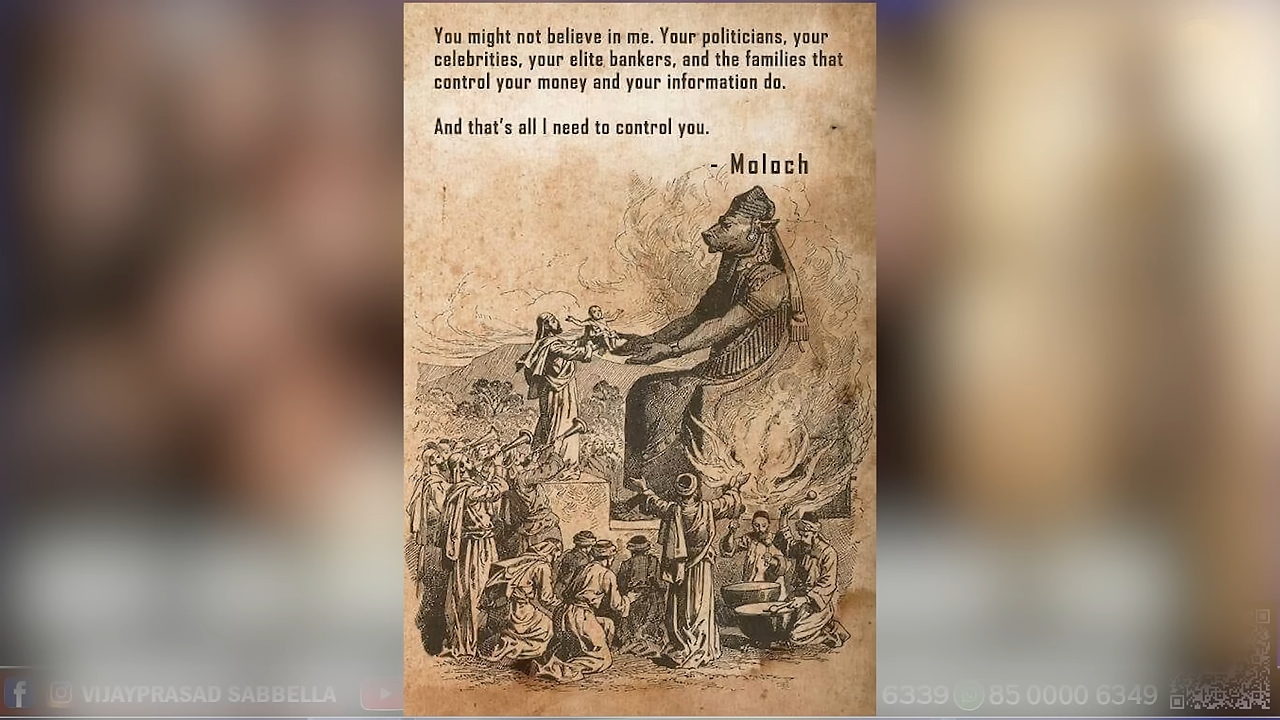 You might not believe in me. Your politicians, your
celebrities, your elite bankers, and the families that
control your money and your information do.
And that's all I need to control you.
- Moloch
VIJAYPRASAD SABBELLA
6339
85 0000 6349